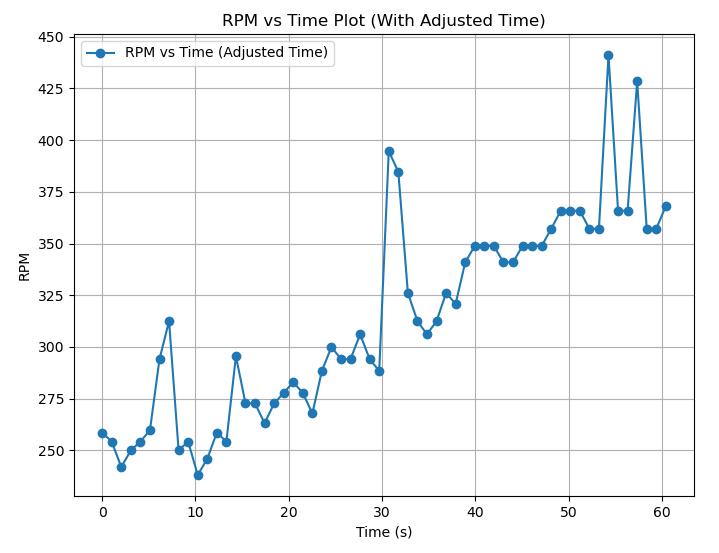 RPM vs Time Plot (With Adjusted Time)
RPM vs Time (Adjusted Time)
450
425
400
375
350
325
300
275
250
RPM
0 10 20 30 40 50 60
Time (s)